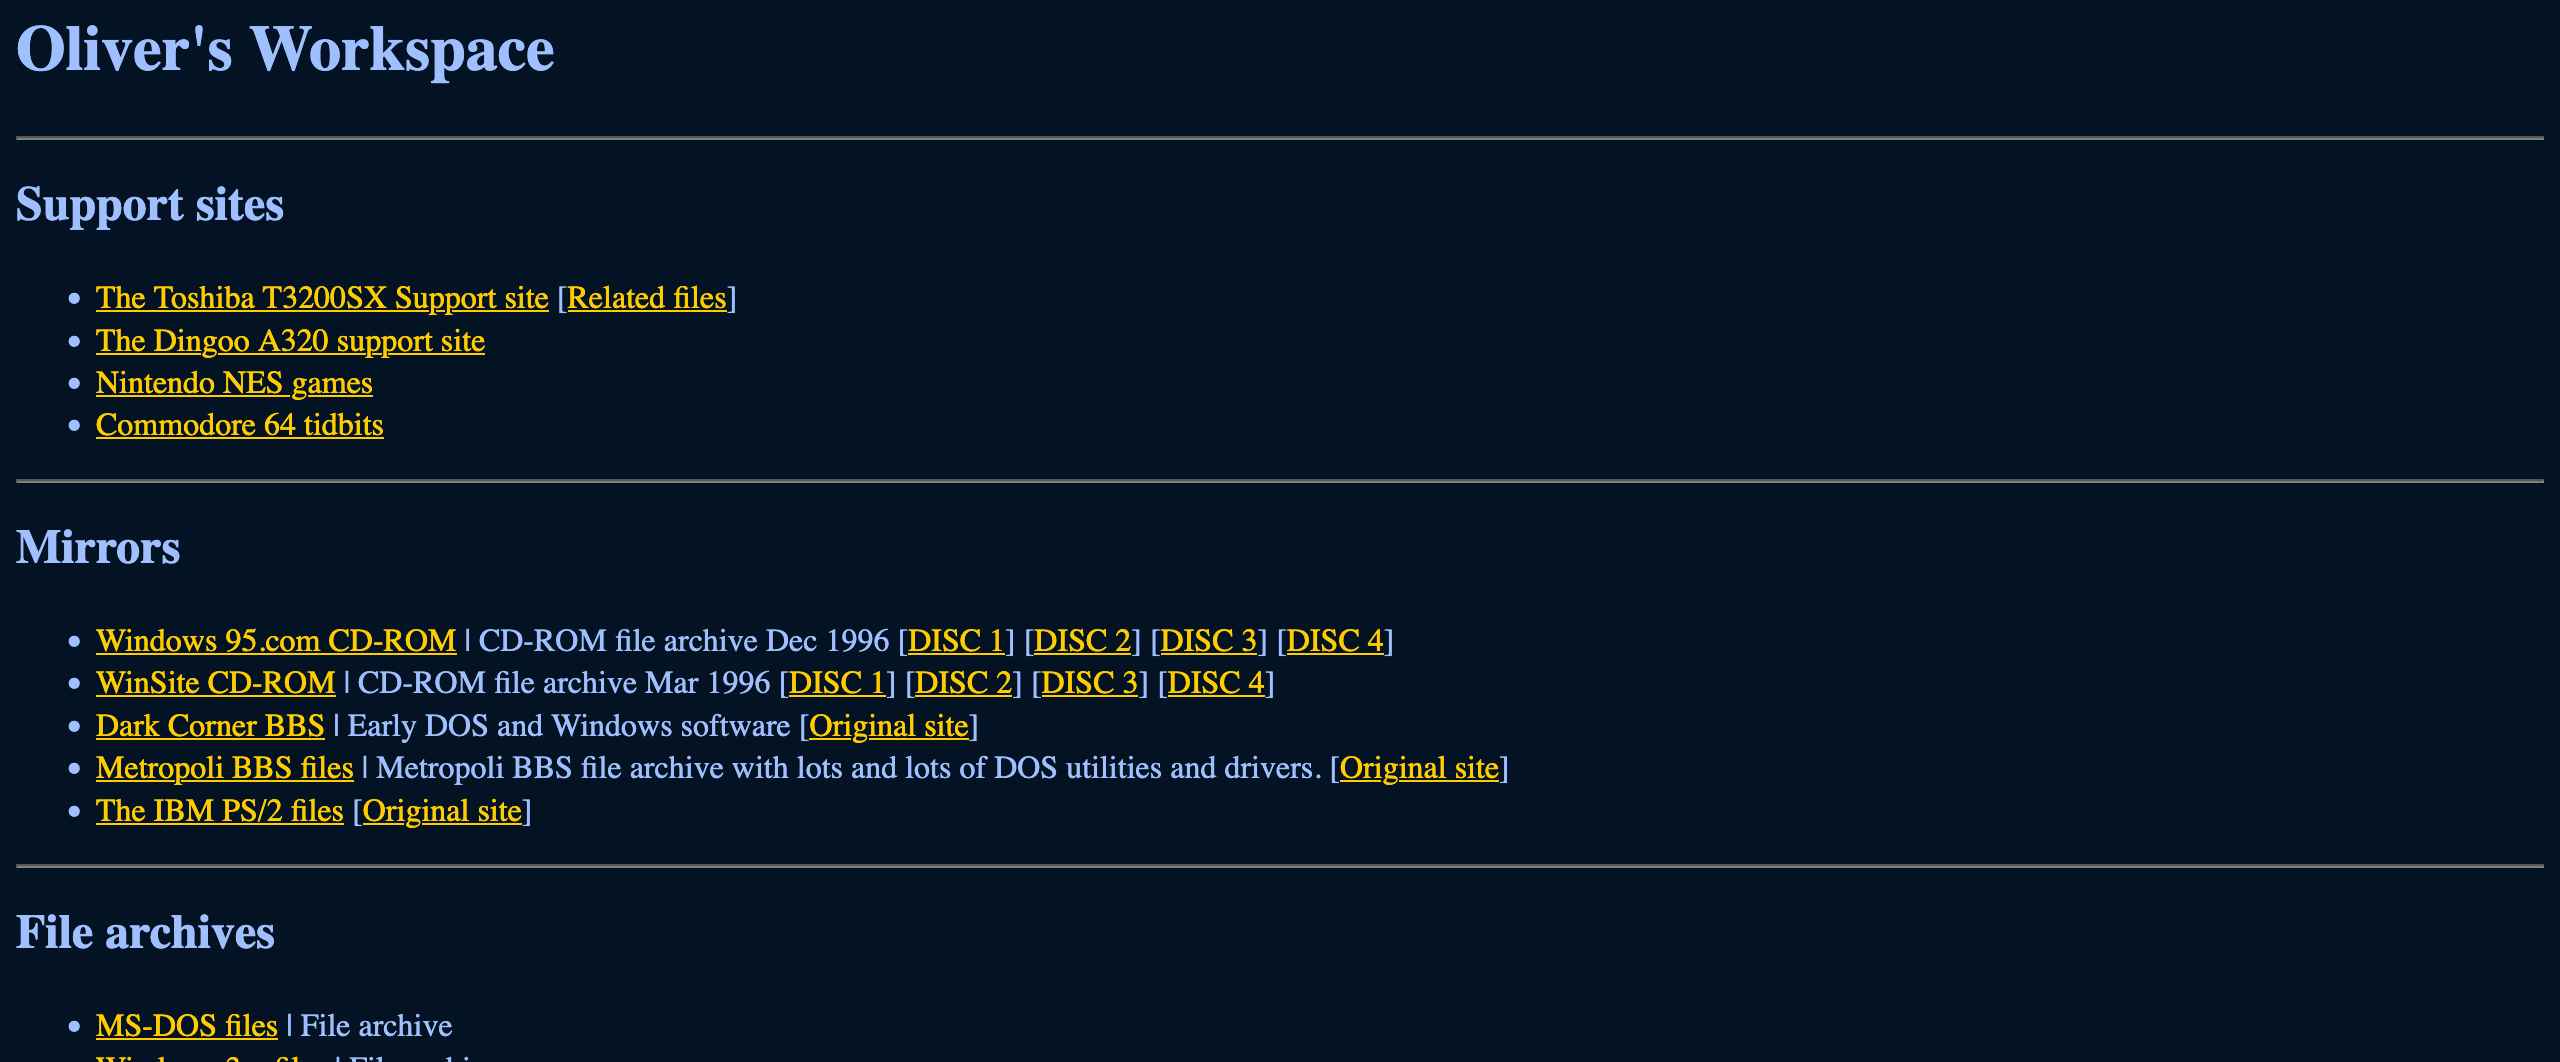 Oliver's Workspace
Support sites
The Toshiba T3200SX Support site [Related files]
The Dingoo A320 support site
Nintendo NES games
Commodore 64 tidbits
Mirrors
Windows 95.com CD-ROM | CD-ROM file archive Dec 1996 [DISC 1] [DISC 2] [DISC 3] [DISC 4]
WinSite CD-ROM | CD-ROM file archive Mar 1996 [DISC 1] [DISC 2] [DISC 3] [DISC 4]
Dark Corner BBS | Early DOS and Windows software [Original site]
Metropoli BBS files | Metropoli BBS file archive with lots and lots of DOS utilities and drivers. [Original site]
The IBM PS/2 files [Original site]
File archives
MS-DOS files | File archive